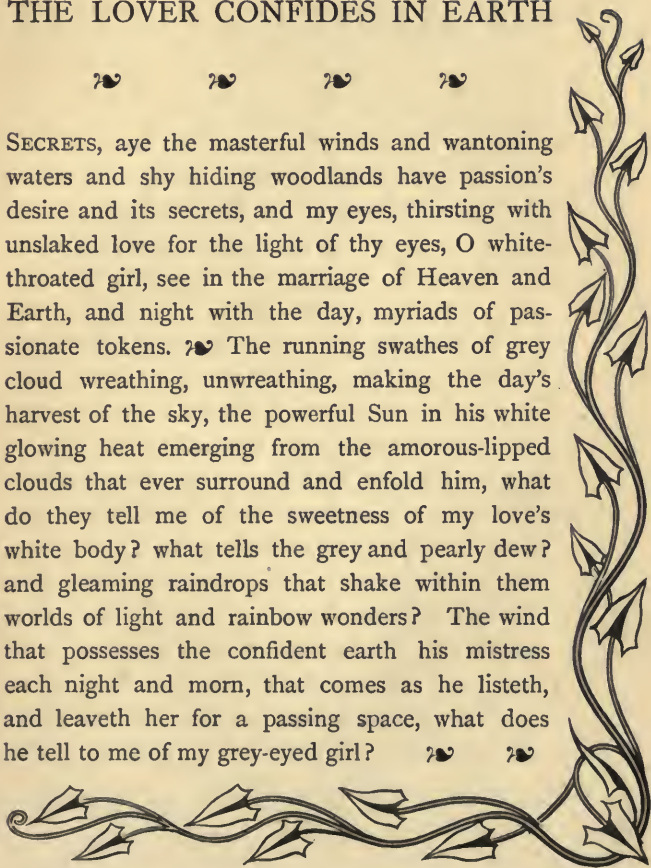 THE LOVER CONFIDES IN EARTH
❧ ❧ ❧ ❧
SECRETS, aye the masterful winds and wantoning
waters and shy hiding woodlands have passion's
desire and its secrets, and my eyes, thirsting with
unslaked love for the light of thy eyes, O white-
throated girl, see in the marriage of Heaven and
Earth, and night with the day, myriads of pas-
sionate tokens. ❧ The running swathes of grey
cloud wreathing, unwreathing, making the day's
harvest of the sky, the powerful Sun in his white
glowing heat emerging from the amorous-lipped
clouds that ever surround and enfold him, what
do they tell me of the sweetness of my love's
white body? what tells the grey and pearly dew?
and gleaming raindrops that shake within them
worlds of light and rainbow wonders? The wind
that possesses the confident earth his mistress
each night and morn, that comes as he listeth,
and leaveth her for a passing space, what does
he tell to me of my grey-eyed girl? ❧ ❧